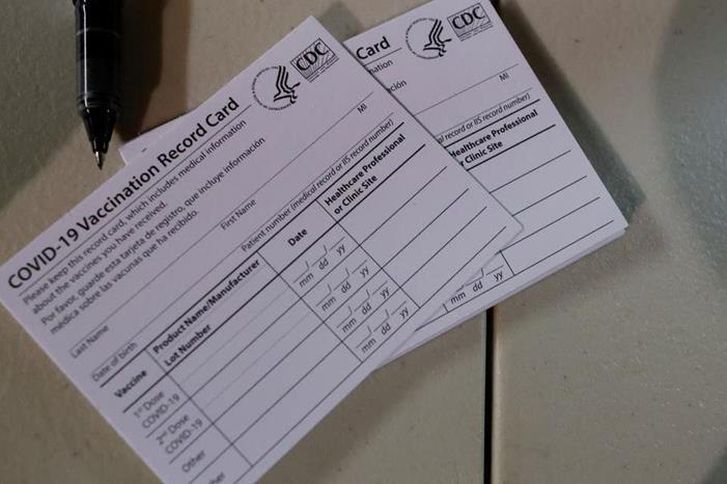 CDC
COVID-19 Vaccination Record Card
Please keep this record card, which includes medical information
about the vaccines you have received.
Por favor, guarde esta tarjeta de registro, que incluye información
médica sobre las vacunas que ha recibido.
Last Name
First Name
MI
Date of birth
Patient number (medical record or IIS record number)
Vaccine
Product Name/Manufacturer
Lot Number
Date
Healthcare Professional
or Clinic Site
1st Dose
COVID-19
mm dd yy
2nd Dose
COVID-19
mm dd yy
Other
mm dd yy
Other
mm dd yy
CDC
Card
MI
record or IIS record number)
Healthcare Professional
or Clinic Site
mm dd yy